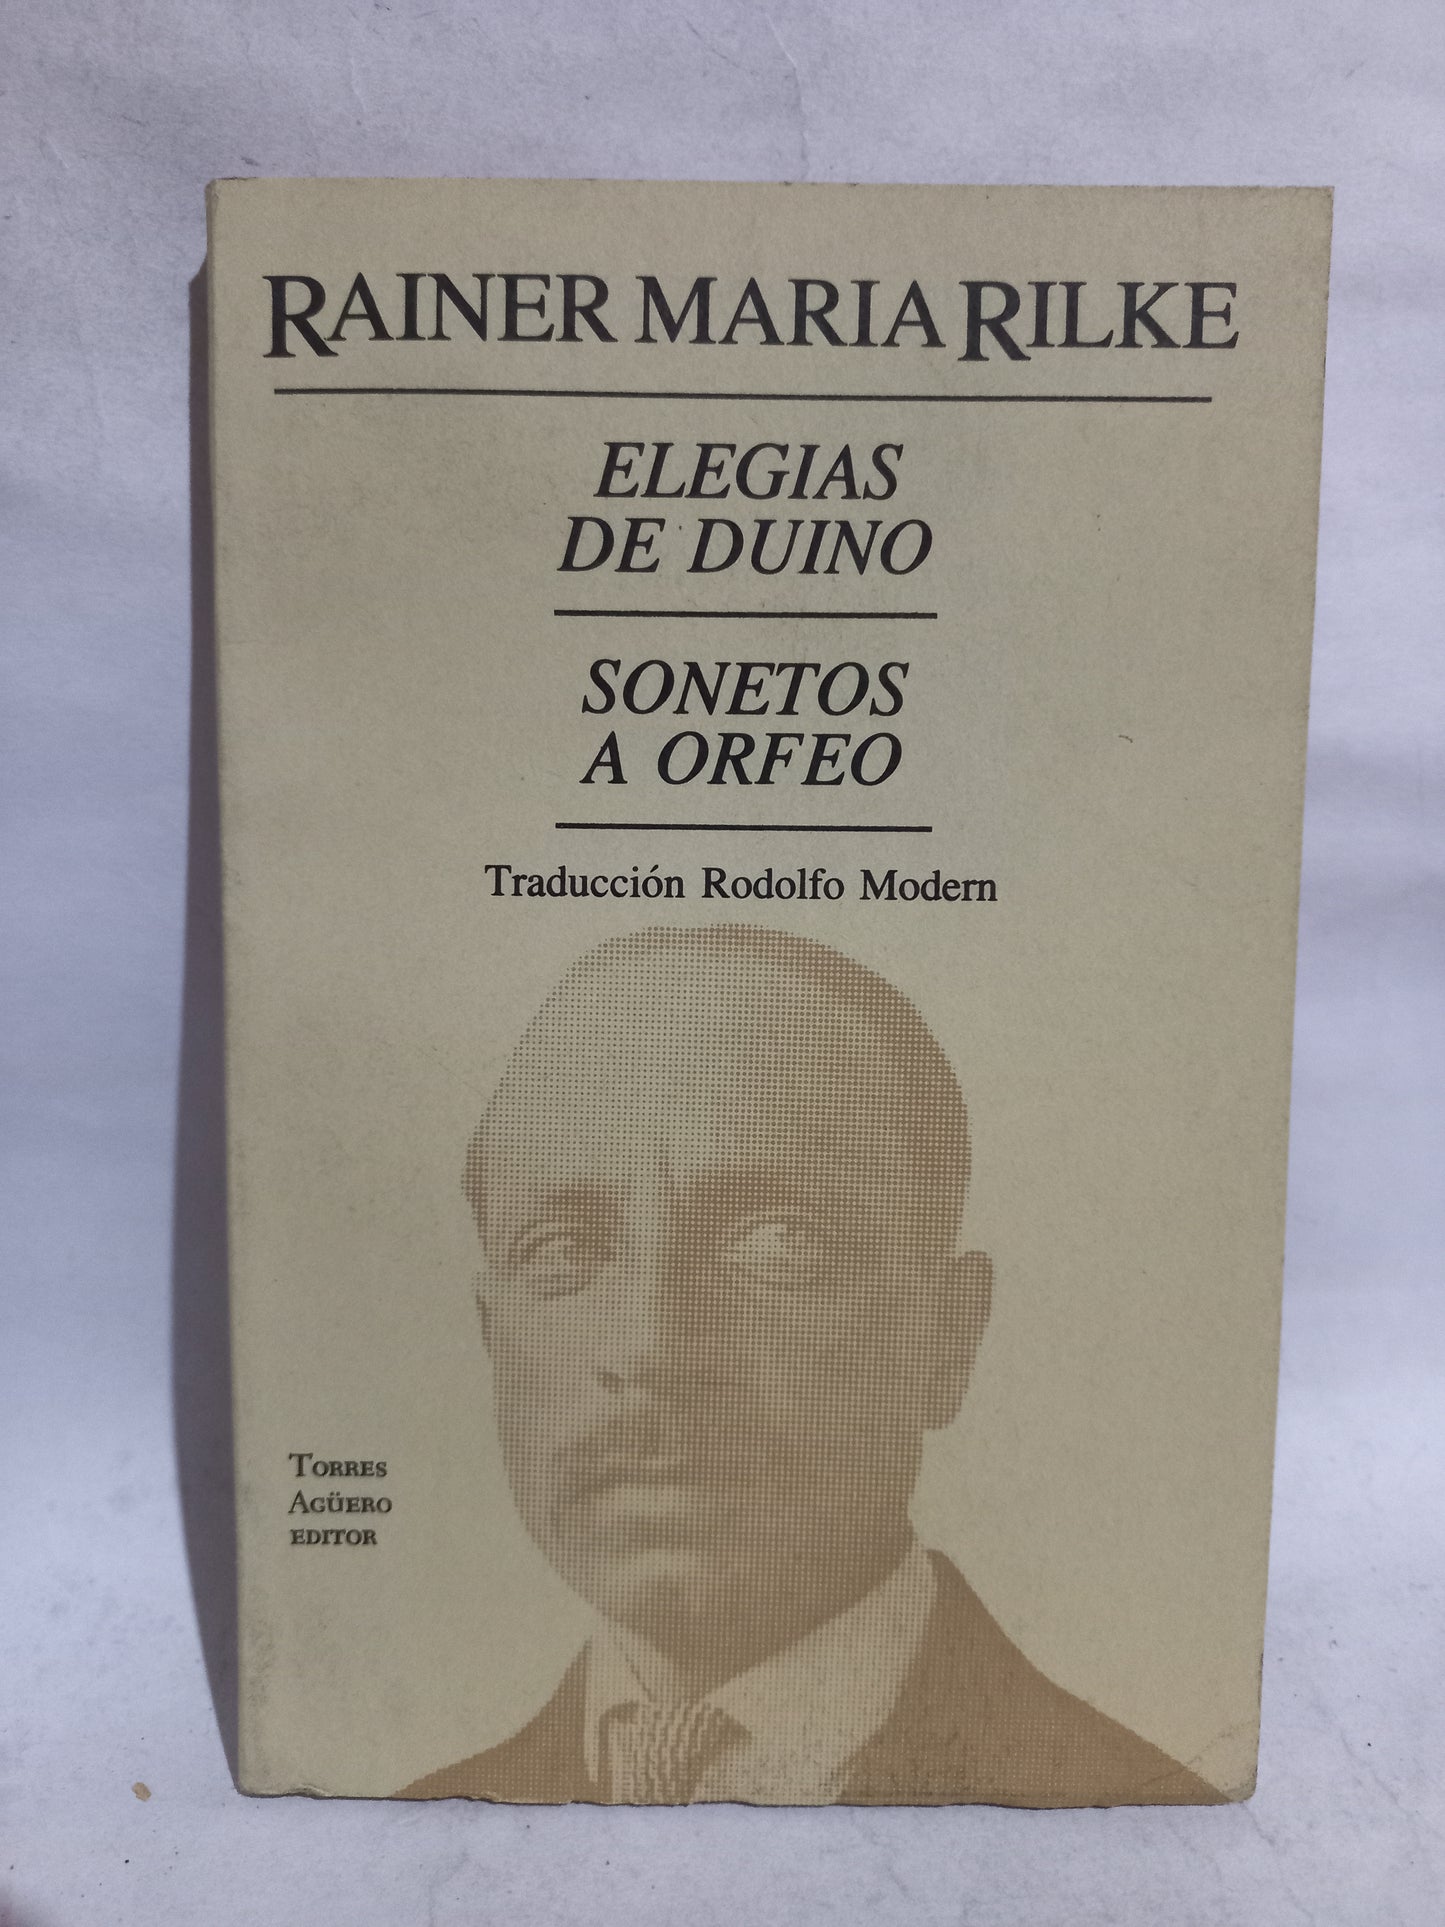 RAINER MARIA RILKE
ELEGIAS
DE DUINO
SONETOS
A ORFEO
Traducción Rodolfo Modern
TORRES
AGÜERO
EDITOR